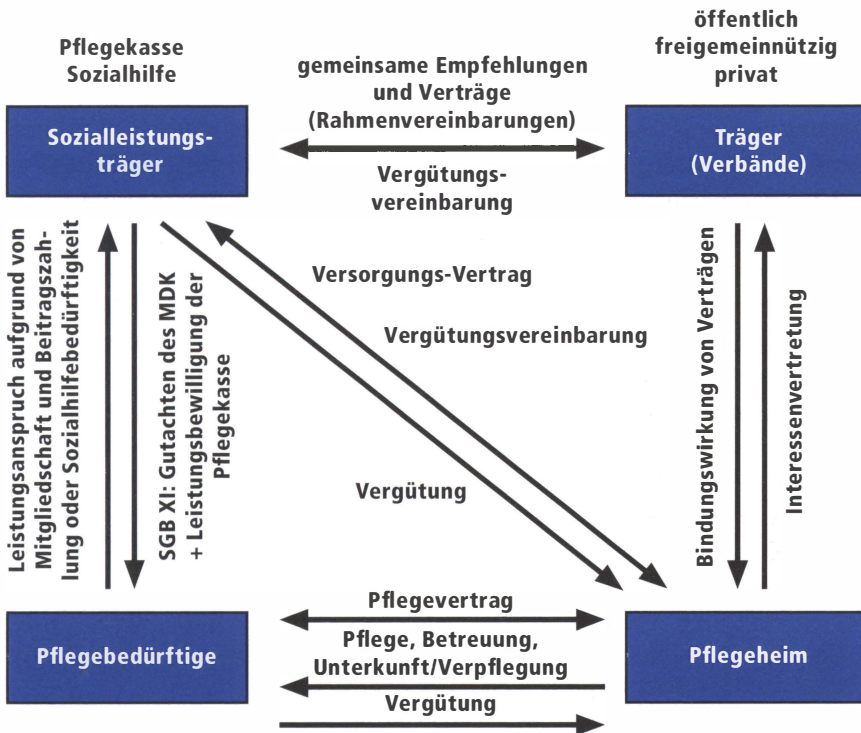 Pflegekasse
Sozialhilfe
öffentlich
freigemeinnützig
privat
gemeinsame Empfehlungen
und Verträge
(Rahmenvereinbarungen)
Sozialleistungs-
träger
Träger
(Verbände)
Vergütungs-
vereinbarung
Leistungsanspruch aufgrund von
Mitgliedschaft und Beitragszah-
lung oder Sozialhilfebedürftigkeit
SGB XI: Gutachten des MDK
+ Leistungsbewilligung der
Pflegekasse
Versorgungs-Vertrag
Vergütungsvereinbarung
Vergütung
Bindungswirkung von Verträgen
Interessenvertretung
Pflegebedürftige
Pflegevertrag
Pflege, Betreuung,
Unterkunft/Verpflegung
Vergütung
Pflegeheim